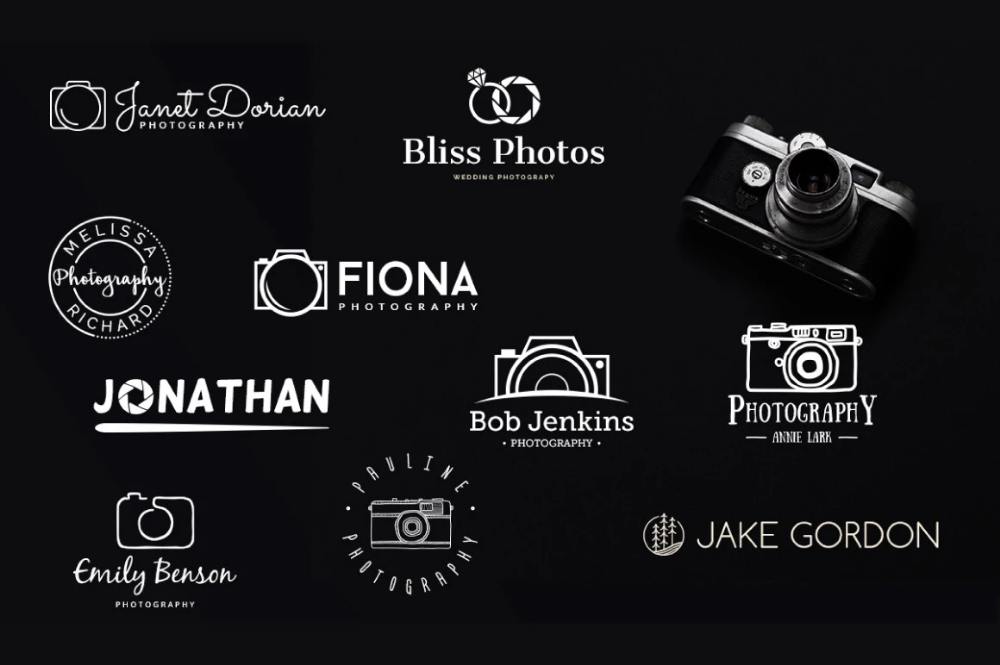 Janet Dorian
PHOTOGRAPHY
Bliss Photos
WEDDING PHOTOGRAPY
MELISSA
Photography
RICHARD
FIONA
PHOTOGRAPHY
JONATHAN
Bob Jenkins
• PHOTOGRAPHY •
PHOTOGRAPHY
— ANNIE LARK —
PAULINE
• •
PHOTOGRAPHY
Emily Benson
PHOTOGRAPHY
JAKE GORDON